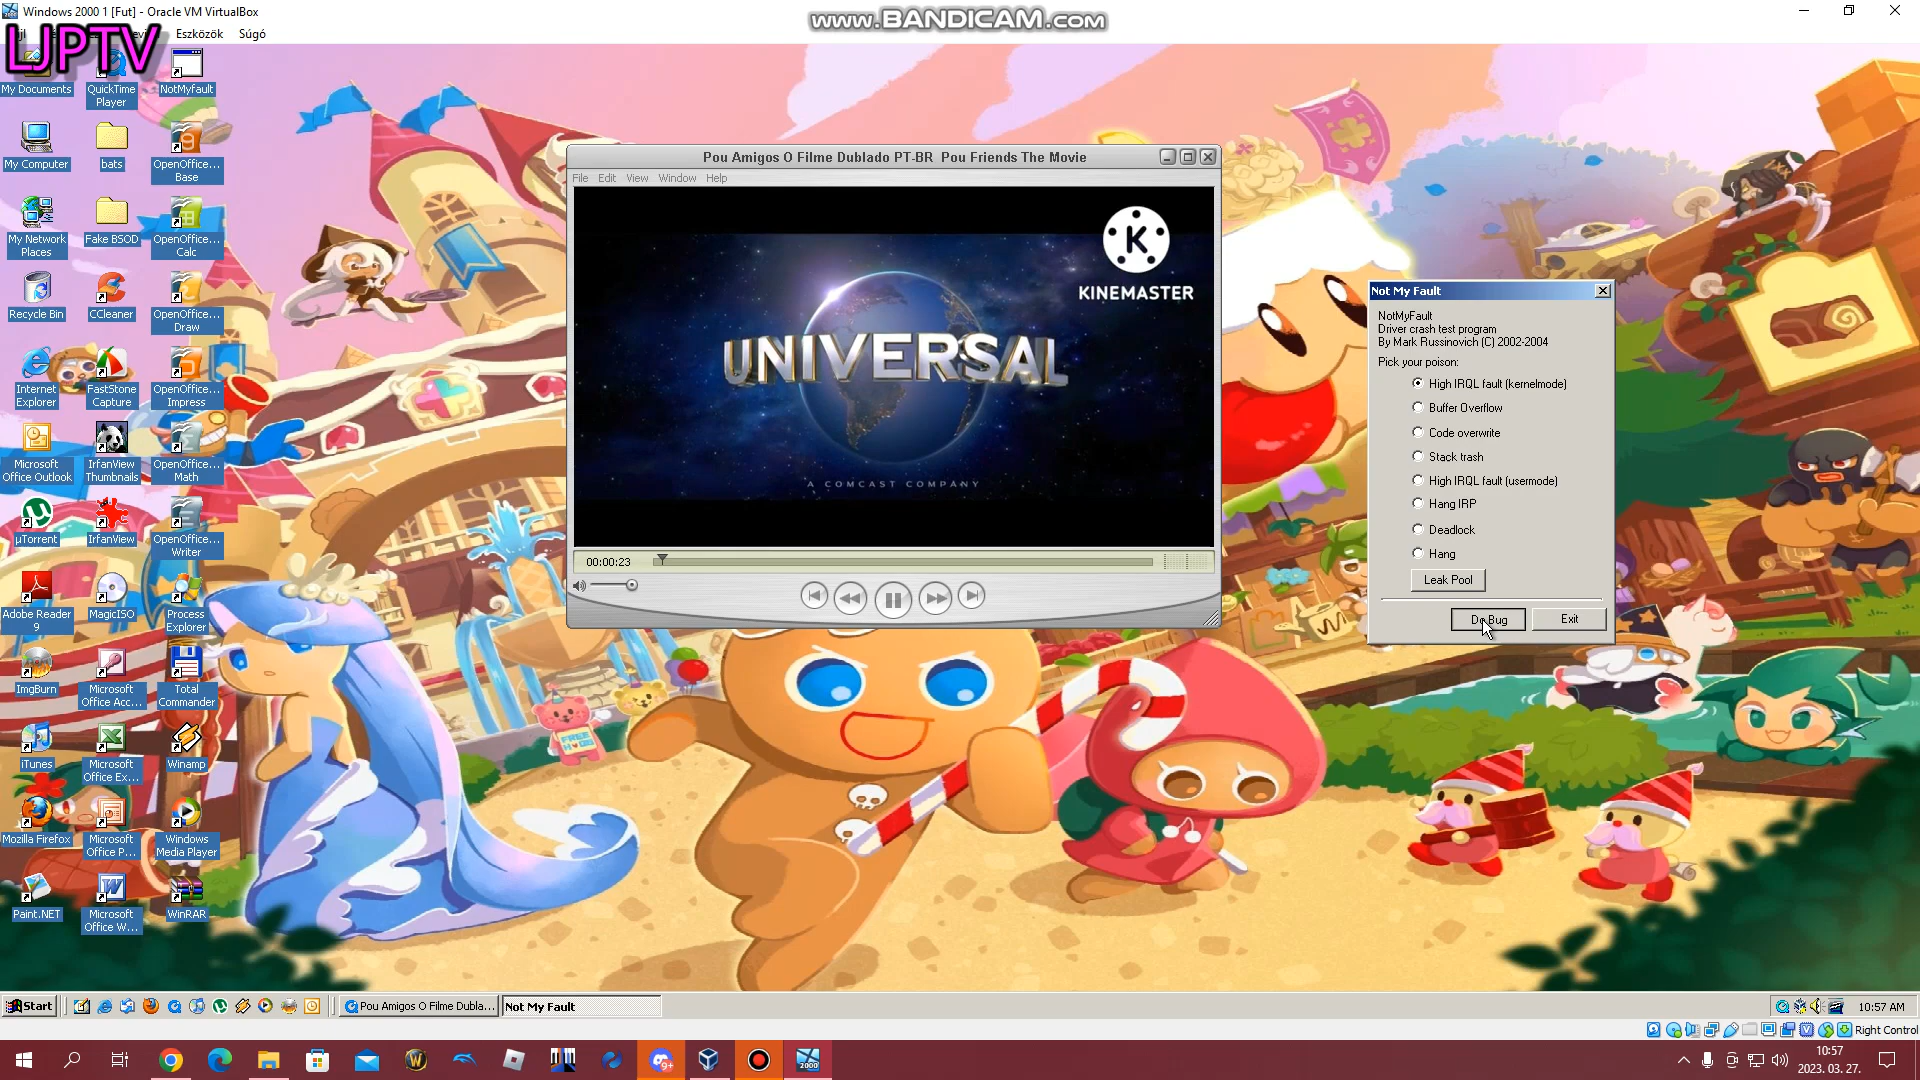 Windows 2000 1 [Fut] - Oracle VM VirtualBox
Eszközök
Súgó
WWW.BANDICAM.COM
LJPTV
My Documents
QuickTime
Player
NotMyfault
My Computer
bats
OpenOffice...
Base
My Network
Places
Fake BSOD
OpenOffice...
Calc
Recycle Bin
CCleaner
OpenOffice...
Draw
Internet
Explorer
FastStone
Capture
OpenOffice...
Impress
Microsoft
Office Outlook
IrfanView
Thumbnails
OpenOffice...
Math
µTorrent
IrfanView
OpenOffice...
Writer
Adobe Reader
9
MagicISO
Process
Explorer
ImgBurn
Microsoft
Office Acc...
Total
Commander
iTunes
Microsoft
Office Ex...
Winamp
Mozilla Firefox
Microsoft
Office P...
Windows
Media Player
Paint.NET
Microsoft
Office W...
WinRAR
Pou Amigos O Filme Dublado PT-BR  Pou Friends The Movie
File Edit View Window Help
K
KINEMASTER
UNIVERSAL
A COMCAST COMPANY
00:00:23
Not My Fault
NotMyFault
Driver crash test program
By Mark Russinovich (C) 2002-2004
Pick your poison:
High IRQL fault (kernelmode)
Buffer Overflow
Code overwrite
Stack trash
High IRQL fault (usermode)
Hang IRP
Deadlock
Hang
Leak Pool
Do Bug
Exit
FREE
HUGS
Start
Pou Amigos O Filme Dubla...
Not My Fault
10:57 AM
Right Control
9+
2000
10:57
2023. 03. 27.